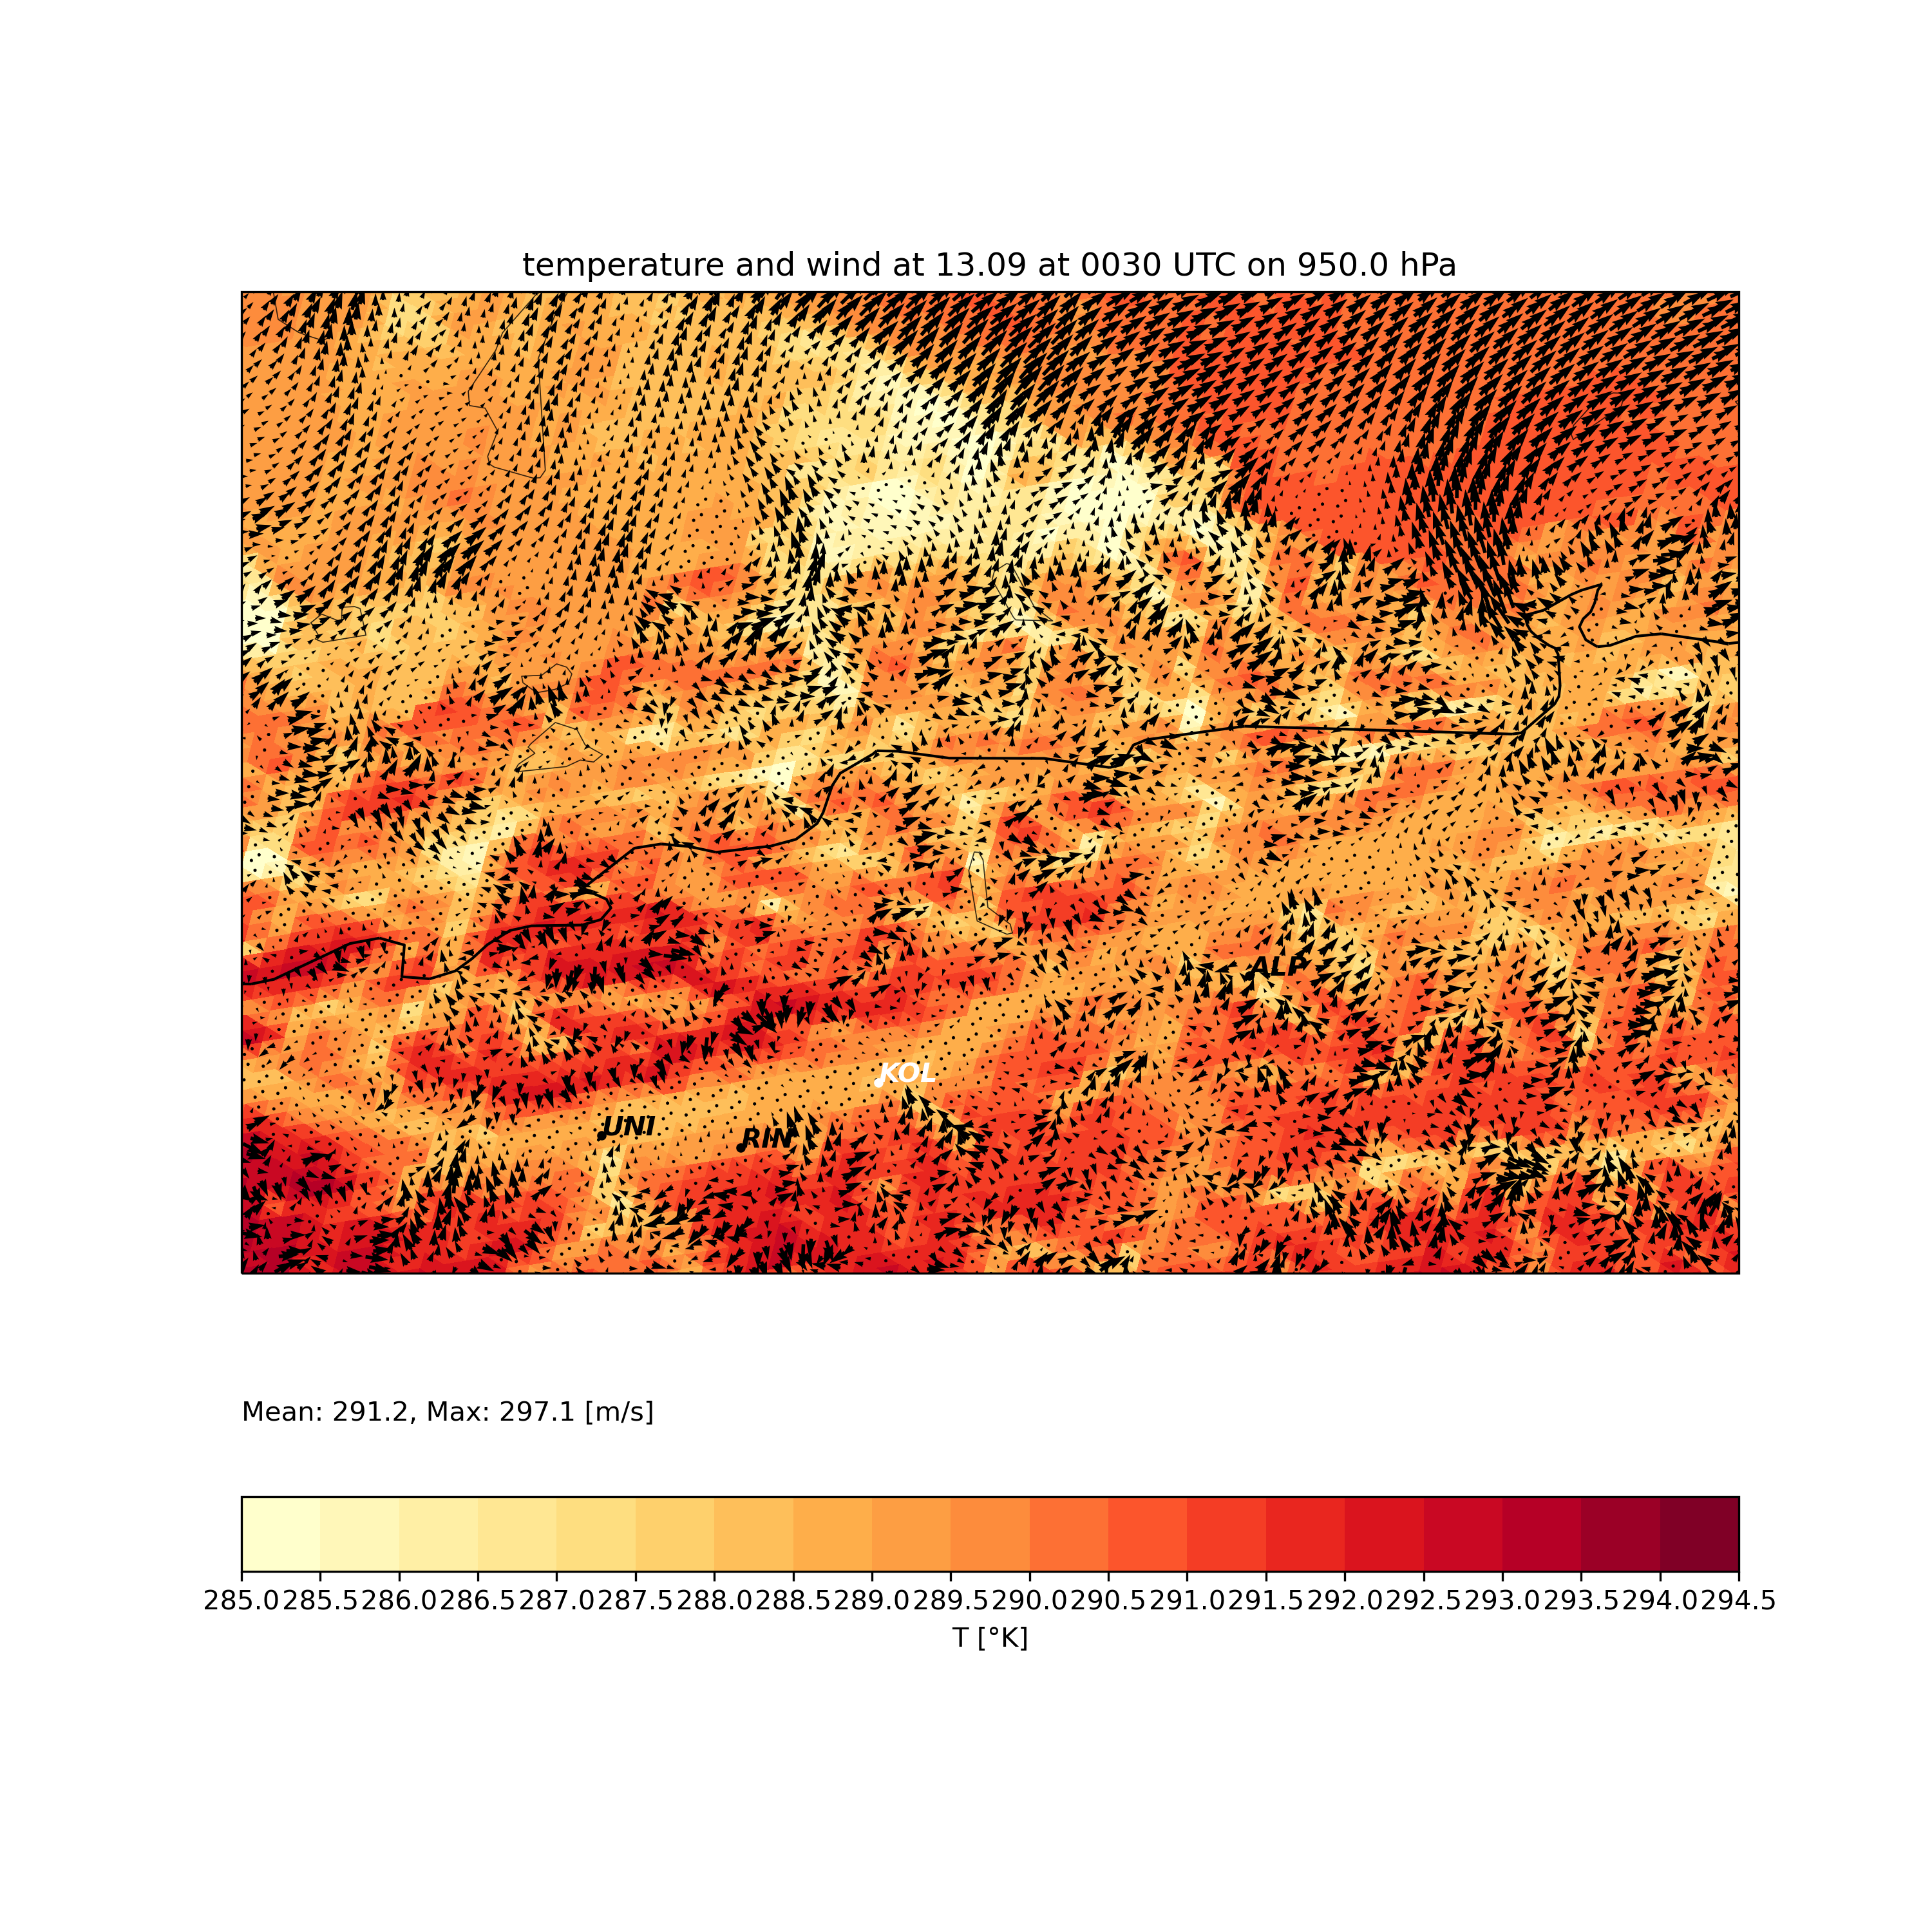 temperature and wind at 13.09 at 0030 UTC on 950.0 hPa
ALP
KOL
UNI
RIN
Mean: 291.2, Max: 297.1 [m/s]
285.0 285.5 286.0 286.5 287.0 287.5 288.0 288.5 289.0 289.5 290.0 290.5 291.0 291.5 292.0 292.5 293.0 293.5 294.0 294.5
T [°K]